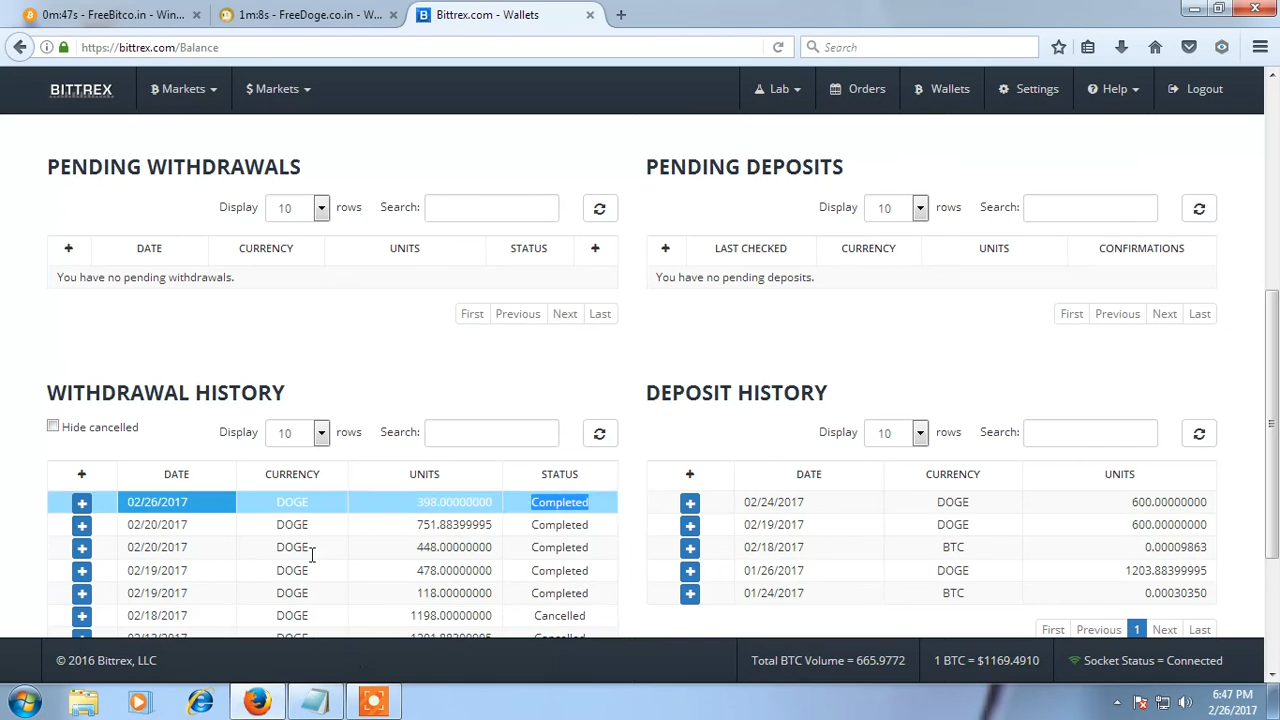 0m:47s - FreeBitco.in - Win... × 1m:8s - FreeDoge.co.in - W... × Bittrex.com - Wallets × +
https://bittrex.com/Balance Search
BITTREX Markets Markets Lab Orders Wallets Settings Help Logout
PENDING WITHDRAWALS PENDING DEPOSITS
Display 10 rows Search: Display 10 rows Search:
+ DATE CURRENCY UNITS STATUS + + LAST CHECKED CURRENCY UNITS CONFIRMATIONS
You have no pending withdrawals. You have no pending deposits.
First Previous Next Last First Previous Next Last
WITHDRAWAL HISTORY DEPOSIT HISTORY
Hide cancelled Display 10 rows Search: Display 10 rows Search:
+ DATE CURRENCY UNITS STATUS + DATE CURRENCY UNITS
02/26/2017 DOGE 398.00000000 Completed 02/24/2017 DOGE 600.00000000
02/20/2017 DOGE 751.88399995 Completed 02/19/2017 DOGE 600.00000000
02/20/2017 DOGE 448.00000000 Completed 02/18/2017 BTC 0.00009863
02/19/2017 DOGE 478.00000000 Completed 01/26/2017 DOGE 1203.88399995
02/19/2017 DOGE 118.00000000 Completed 01/24/2017 BTC 0.00030350
02/18/2017 DOGE 1198.00000000 Cancelled First Previous 1 Next Last
© 2016 Bittrex, LLC Total BTC Volume = 665.9772 1 BTC = $1169.4910 Socket Status = Connected
6:47 PM
2/26/2017